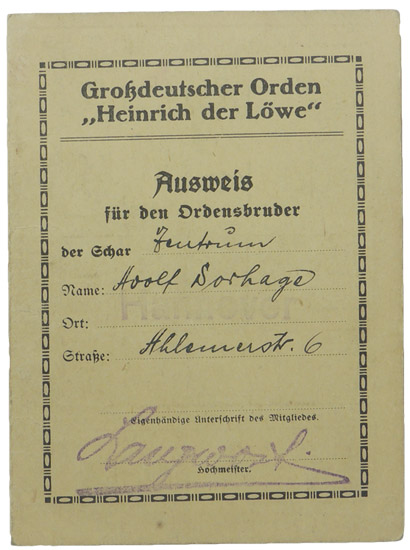 Großdeutscher Orden
„Heinrich der Löwe“
Ausweis
für den Ordensbruder
der Schar Zentrum
Name: Adolf Dorhage
Ort: Hannover
Straße: Ahlemerstr. 6
Eigenhändige Unterschrift des Mitgliedes.
Langwost.
Hochmeister.